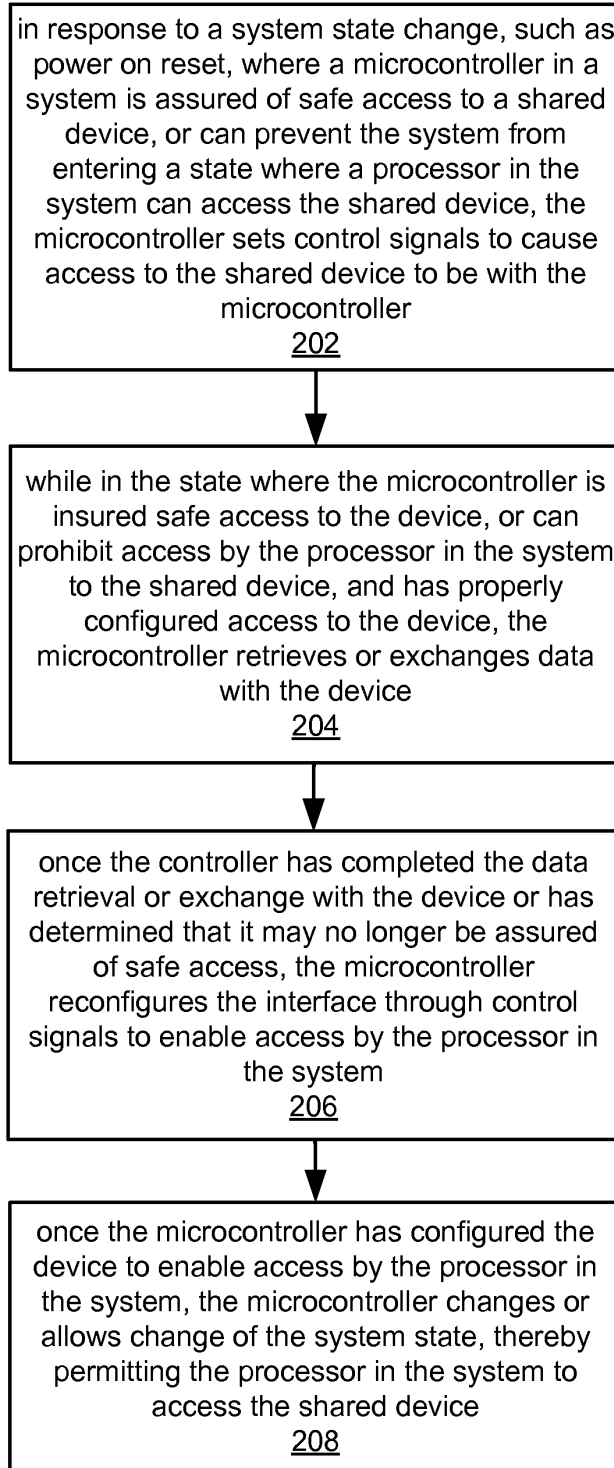 in response to a system state change, such as
power on reset, where a microcontroller in a
system is assured of safe access to a shared
device, or can prevent the system from
entering a state where a processor in the
system can access the shared device, the
microcontroller sets control signals to cause
access to the shared device to be with the
microcontroller
202
while in the state where the microcontroller is
insured safe access to the device, or can
prohibit access by the processor in the system
to the shared device, and has properly
configured access to the device, the
microcontroller retrieves or exchanges data
with the device
204
once the controller has completed the data
retrieval or exchange with the device or has
determined that it may no longer be assured
of safe access, the microcontroller
reconfigures the interface through control
signals to enable access by the processor in
the system
206
once the microcontroller has configured the
device to enable access by the processor in
the system, the microcontroller changes or
allows change of the system state, thereby
permitting the processor in the system to
access the shared device
208